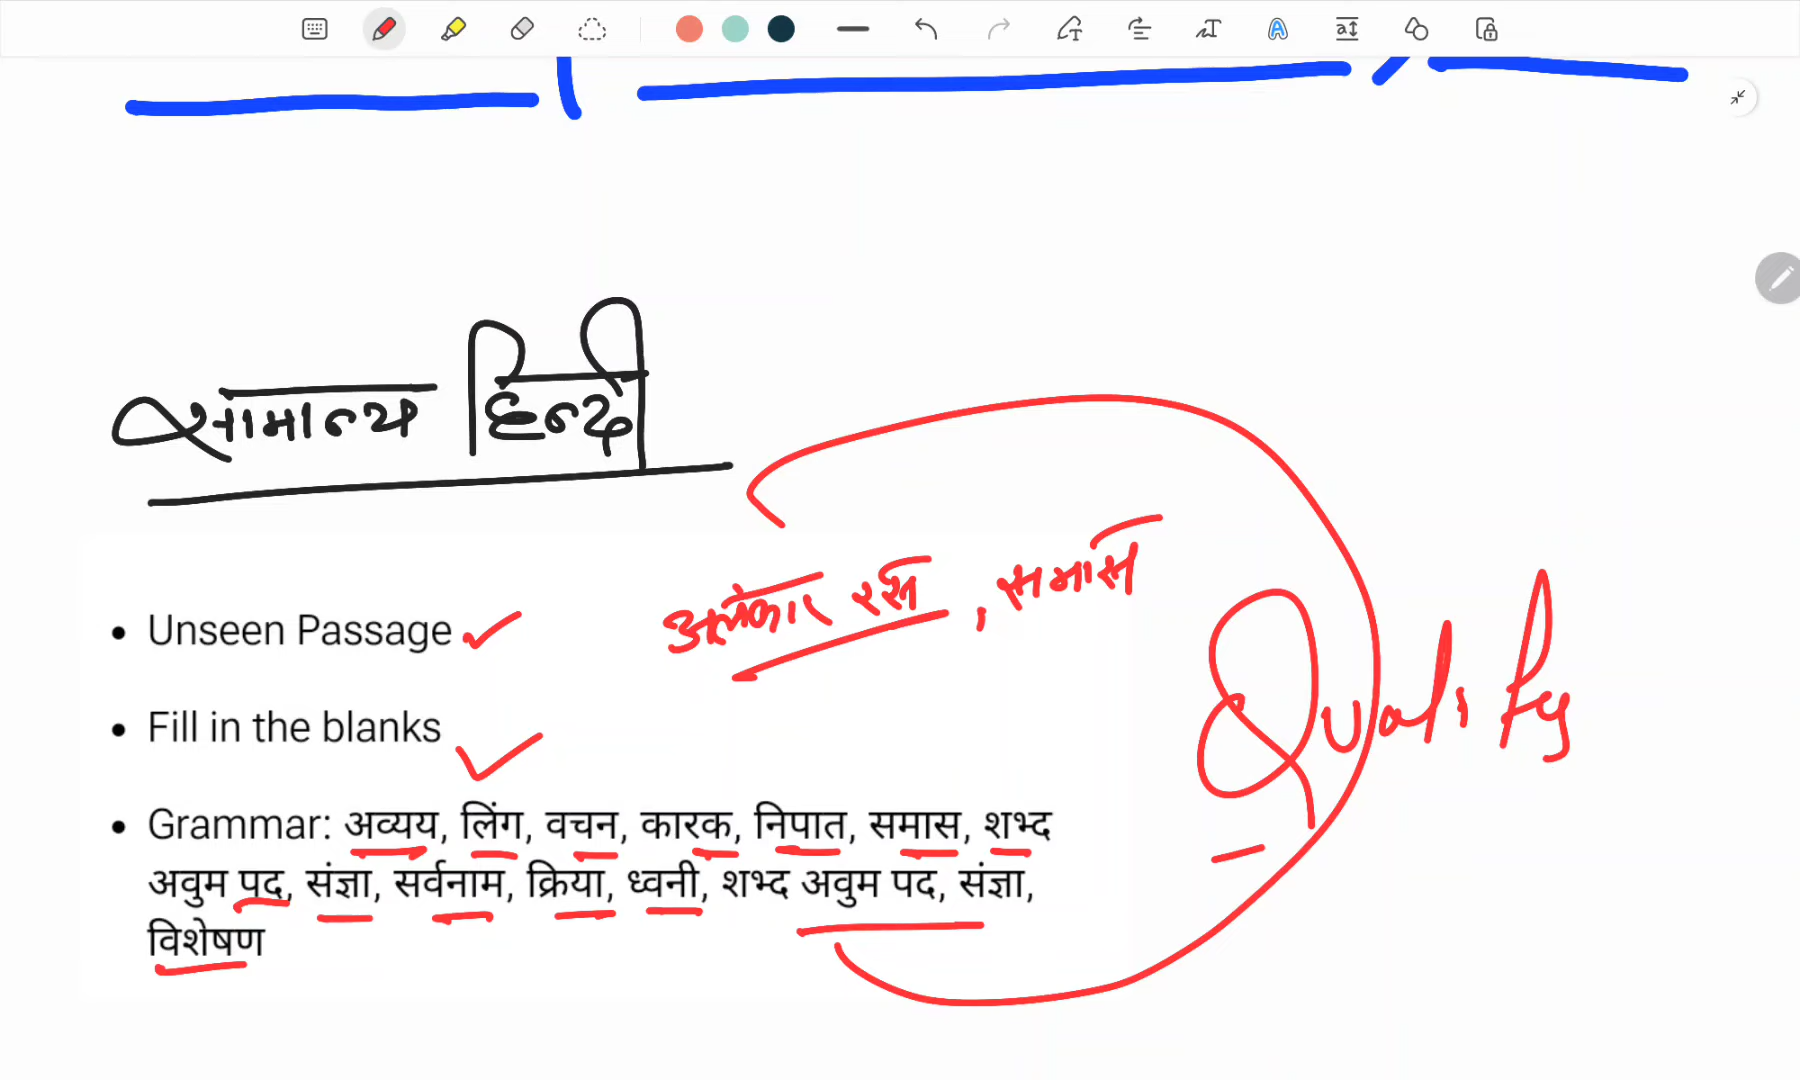 सामान्य हिन्दी
अलंकार रस, समास
Unseen Passage
Qualify
Fill in the blanks
Grammar: अव्यय, लिंग, वचन, कारक, निपात, समास, शभ्द
अवुम पद, संज्ञा, सर्वनाम, क्रिया, ध्वनी, शभ्द अवुम पद, संज्ञा,
विशेषण